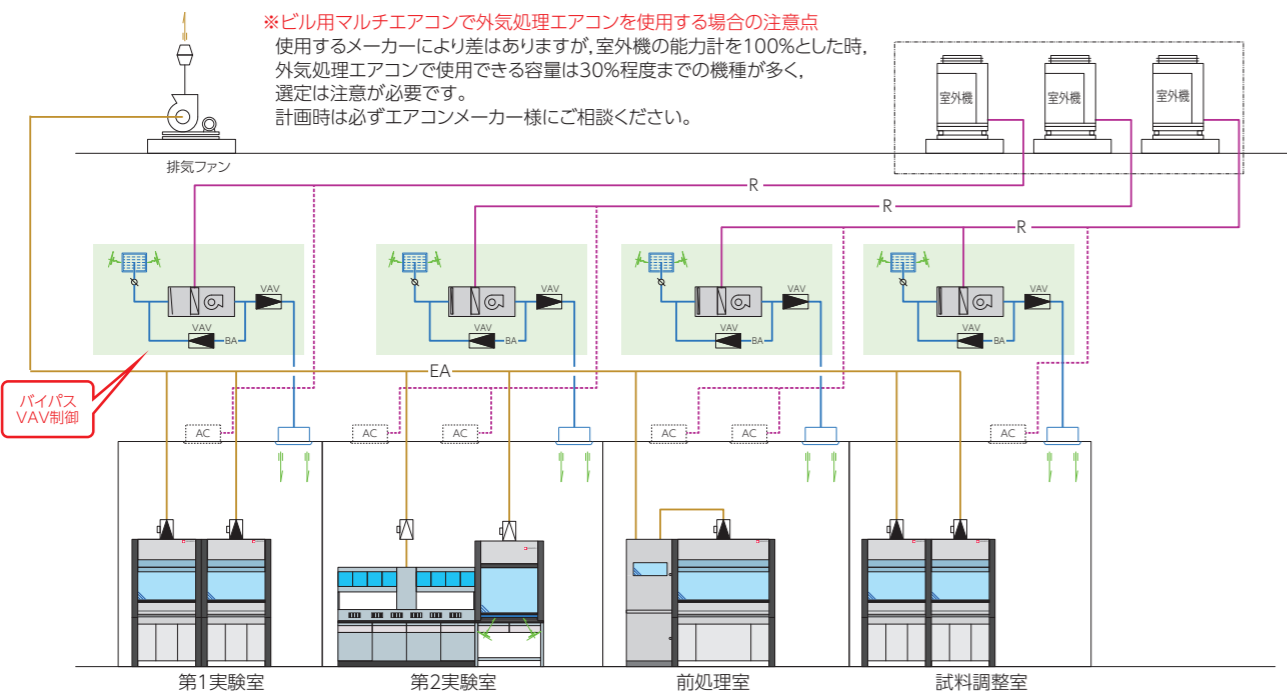 ※ビル用マルチエアコンで外気処理エアコンを使用する場合の注意点
使用するメーカーにより差はありますが,室外機の能力計を100%とした時,
外気処理エアコンで使用できる容量は30%程度までの機種が多く,
選定は注意が必要です。
計画時は必ずエアコンメーカー様にご相談ください。
室外機
室外機
室外機
排気ファン
R
R
R
VAV
VAV
BA
VAV
VAV
BA
VAV
VAV
BA
VAV
VAV
BA
EA
バイパス
VAV制御
AC
AC
AC
AC
AC
AC
第1実験室
第2実験室
前処理室
試料調整室